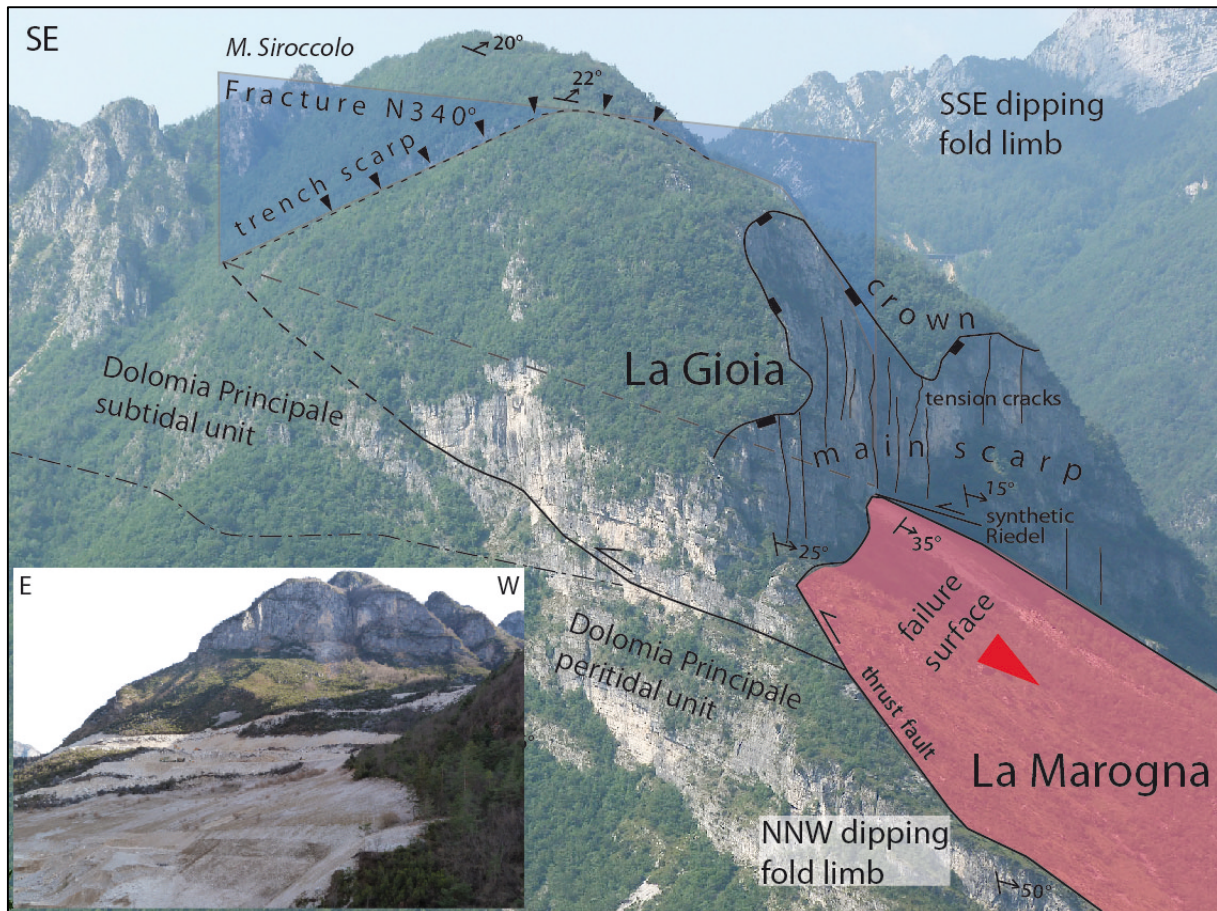 SE
M. Siroccolo
20°
22°
Fracture N340°
trench scarp
SSE dipping
fold limb
crown
La Gioia
tension cracks
Dolomia Principale
subtidal unit
main scarp
15°
synthetic
Riedel
25°
35°
failure
surface
E
W
Dolomia Principale
peritidal unit
thrust fault
La Marogna
NNW dipping
fold limb
50°